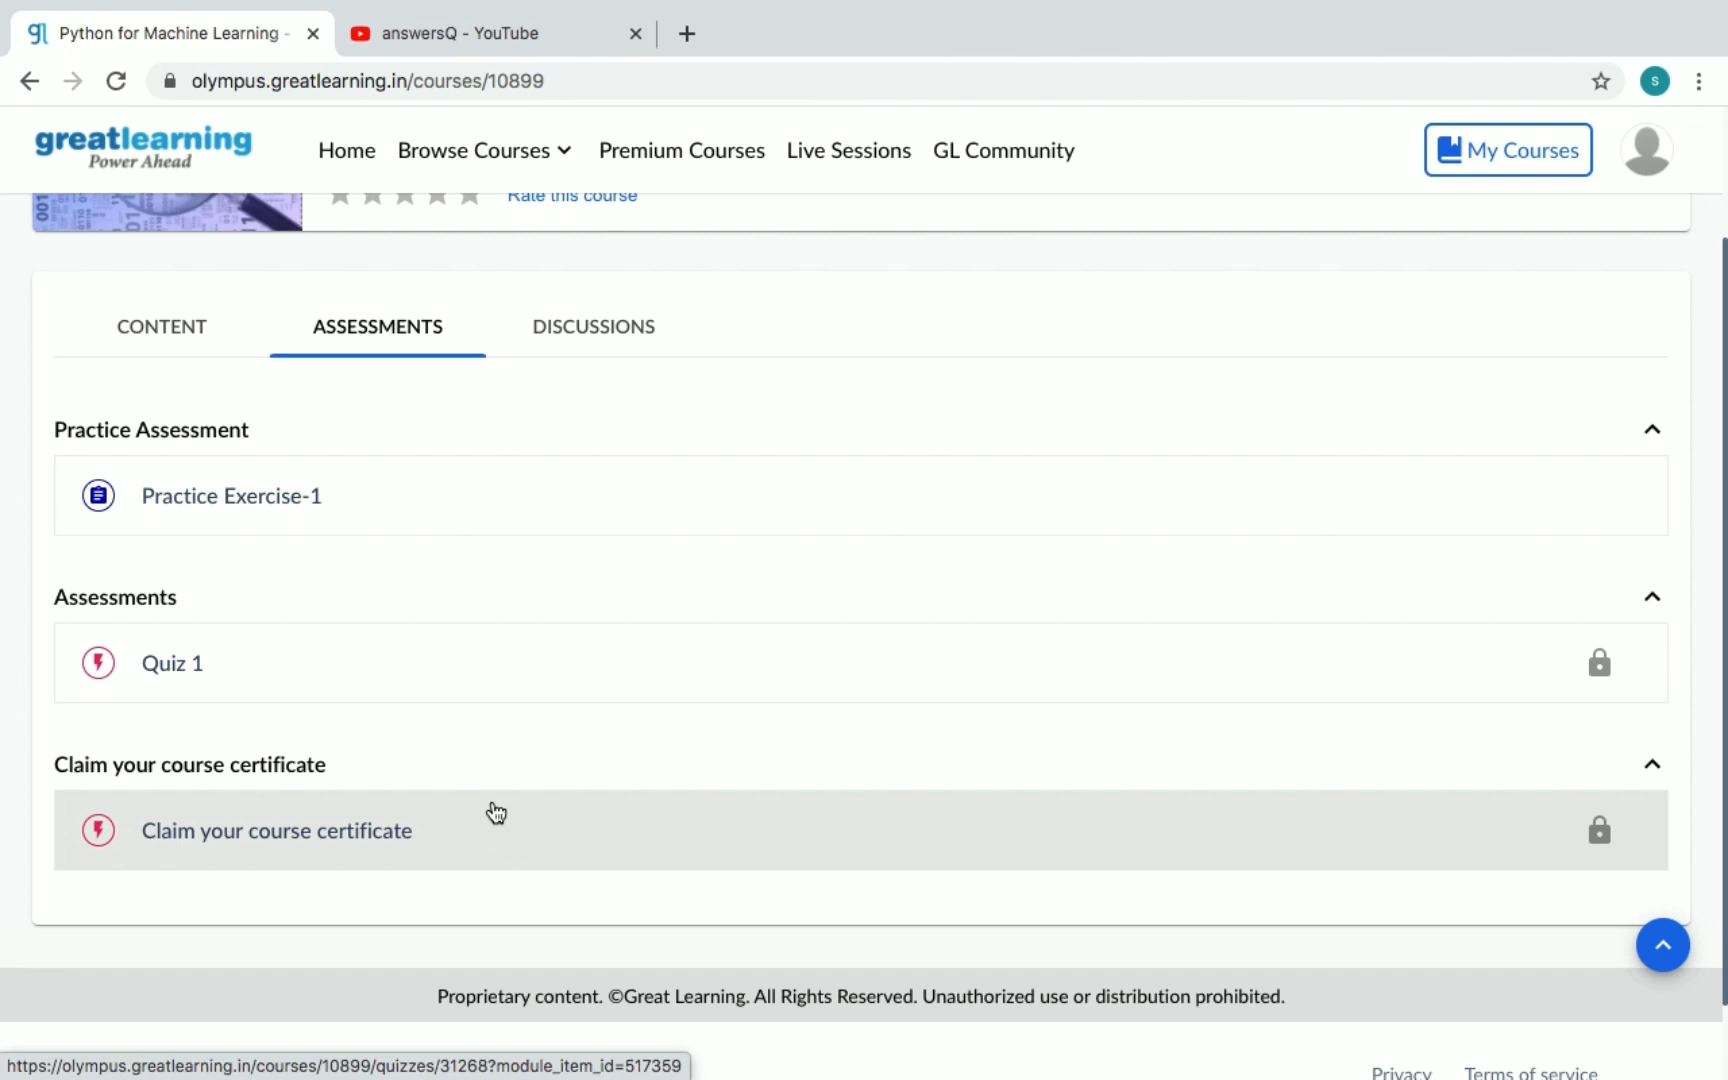 Python for Machine Learning -
answersQ - YouTube
olympus.greatlearning.in/courses/10899
S
greatlearning
Power Ahead
Home
Browse Courses
Premium Courses
Live Sessions
GL Community
My Courses
Rate this course
CONTENT
ASSESSMENTS
DISCUSSIONS
Practice Assessment
Practice Exercise-1
Assessments
Quiz 1
Claim your course certificate
Claim your course certificate
Proprietary content. ©Great Learning. All Rights Reserved. Unauthorized use or distribution prohibited.
https://olympus.greatlearning.in/courses/10899/quizzes/31268?module_item_id=517359
Privacy
Terms of service